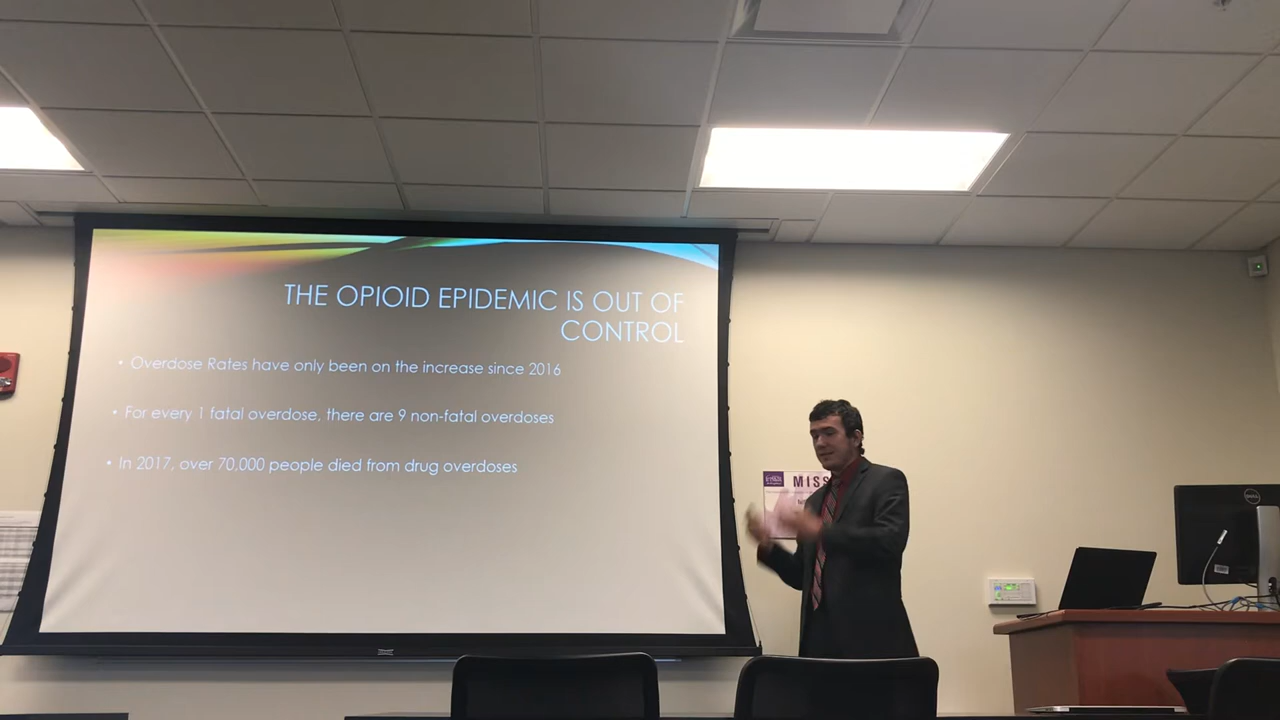 THE OPIOID EPIDEMIC IS OUT OF
CONTROL
• Overdose Rates have only been on the increase since 2016
• For every 1 fatal overdose, there are 9 non-fatal overdoses
• In 2017, over 70,000 people died from drug overdoses
MISS
DELL